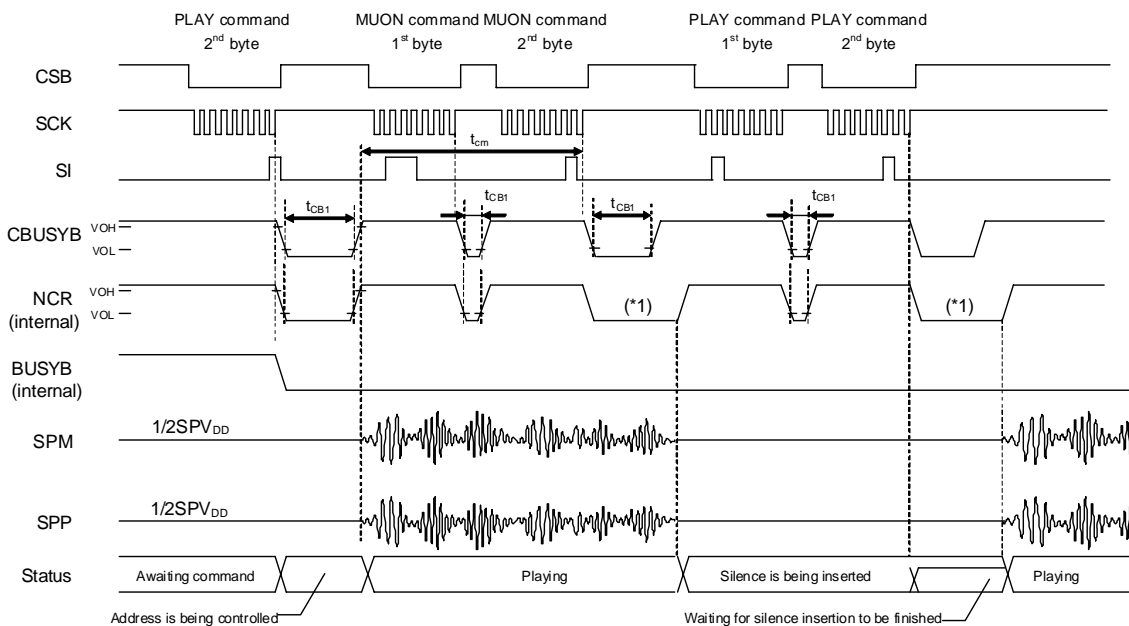 PLAY command
2nd byte
MUON command
1st byte
MUON command
2nd byte
PLAY command
1st byte
PLAY command
2nd byte
CSB
SCK
tcm
SI
tCB1
tCB1
tCB1
tCB1
CBUSYB
VOH
VOL
NCR
(internal)
VOH
VOL
(*1)
(*1)
BUSYB
(internal)
SPM
1/2SPVDD
SPP
1/2SPVDD
Status
Awaiting command
Playing
Silence is being inserted
Playing
Address is being controlled
Waiting for silence insertion to be finished